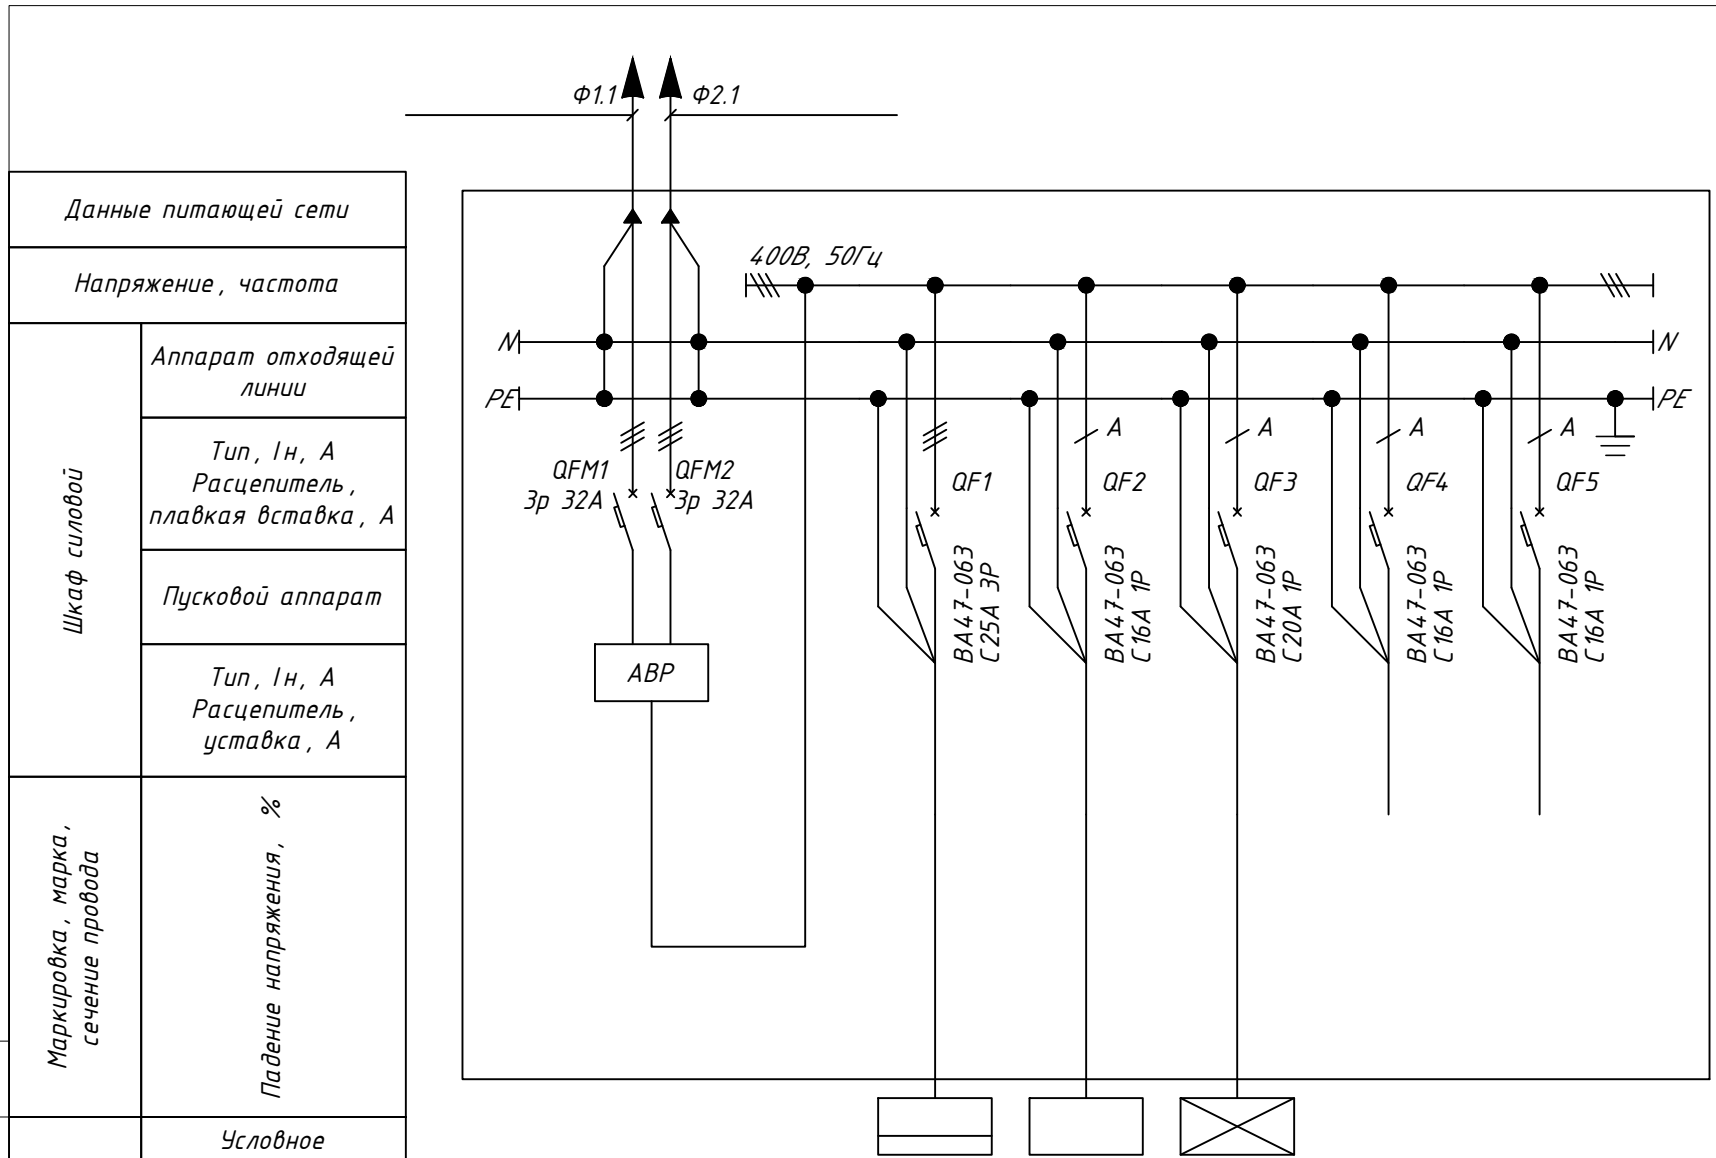 Ф1.1
Ф2.1
Данные питающей сети
Напряжение, частота
Шкаф силовой
Аппарат отходящей
линии
Тип, Iн, А
Расцепитель,
плавкая вставка, А
Пусковой аппарат
Тип, Iн, А
Расцепитель,
уставка, А
Маркировка, марка,
сечение провода
Падение напряжения, %
Условное
400В, 50Гц
N
N
PE
PE
QFM1
3р 32А
QFM2
3р 32А
АВР
QF1
ВА47-063
С25А 3Р
А
QF2
ВА47-063
С16А 1Р
А
QF3
ВА47-063
С20А 1Р
А
QF4
ВА47-063
С16А 1Р
А
QF5
ВА47-063
С16А 1Р